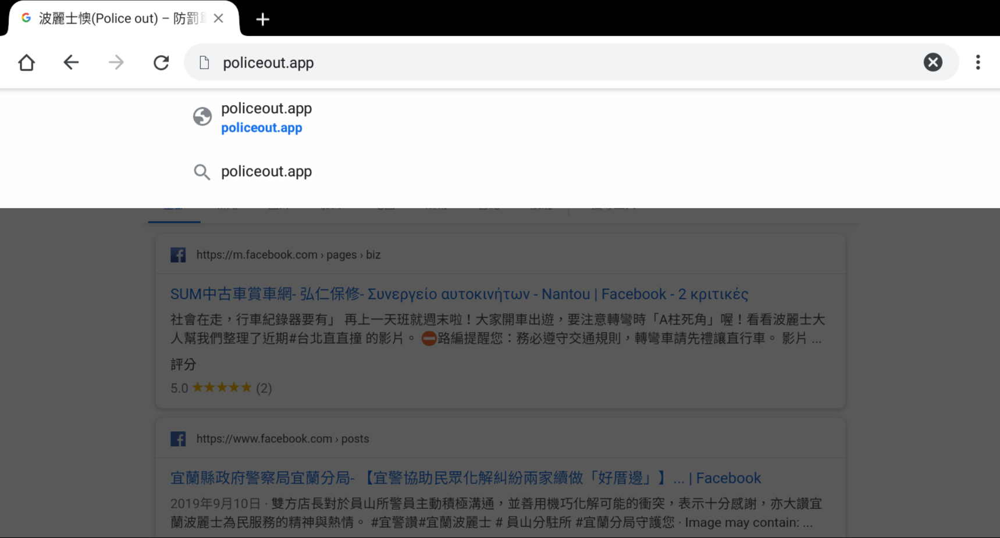 波麗士懊(Police out) – 防罰
policeout.app
policeout.app
policeout.app
policeout.app
https://m.facebook.com › pages › biz
SUM中古車賞車網- 弘仁保修- Συνεργείο αυτοκινήτων - Nantou | Facebook - 2 κριτικές
社會在走，行車紀錄器要有」 再上一天班就週末啦！大家開車出遊，要注意轉彎時「A柱死角」喔！看看波麗士大
人幫我們整理了近期#台北直直撞 的影片。 ⛔路編提醒您：務必遵守交通規則，轉彎車請先禮讓直行車。 影片 ...
評分
5.0 ★★★★★ (2)
https://www.facebook.com › posts
宜蘭縣政府警察局宜蘭分局- 【宜警協助民眾化解糾紛兩家續做「好厝邊」】... | Facebook
2019年9月10日 · 雙方店長對於員山所警員主動積極溝通，並善用機巧化解可能的衝突，表示十分感謝，亦大讚宜
蘭波麗士為民服務的精神與熱情。 #宜警讚#宜蘭波麗士 # 員山分駐所 #宜蘭分局守護您 · Image may contain: ...